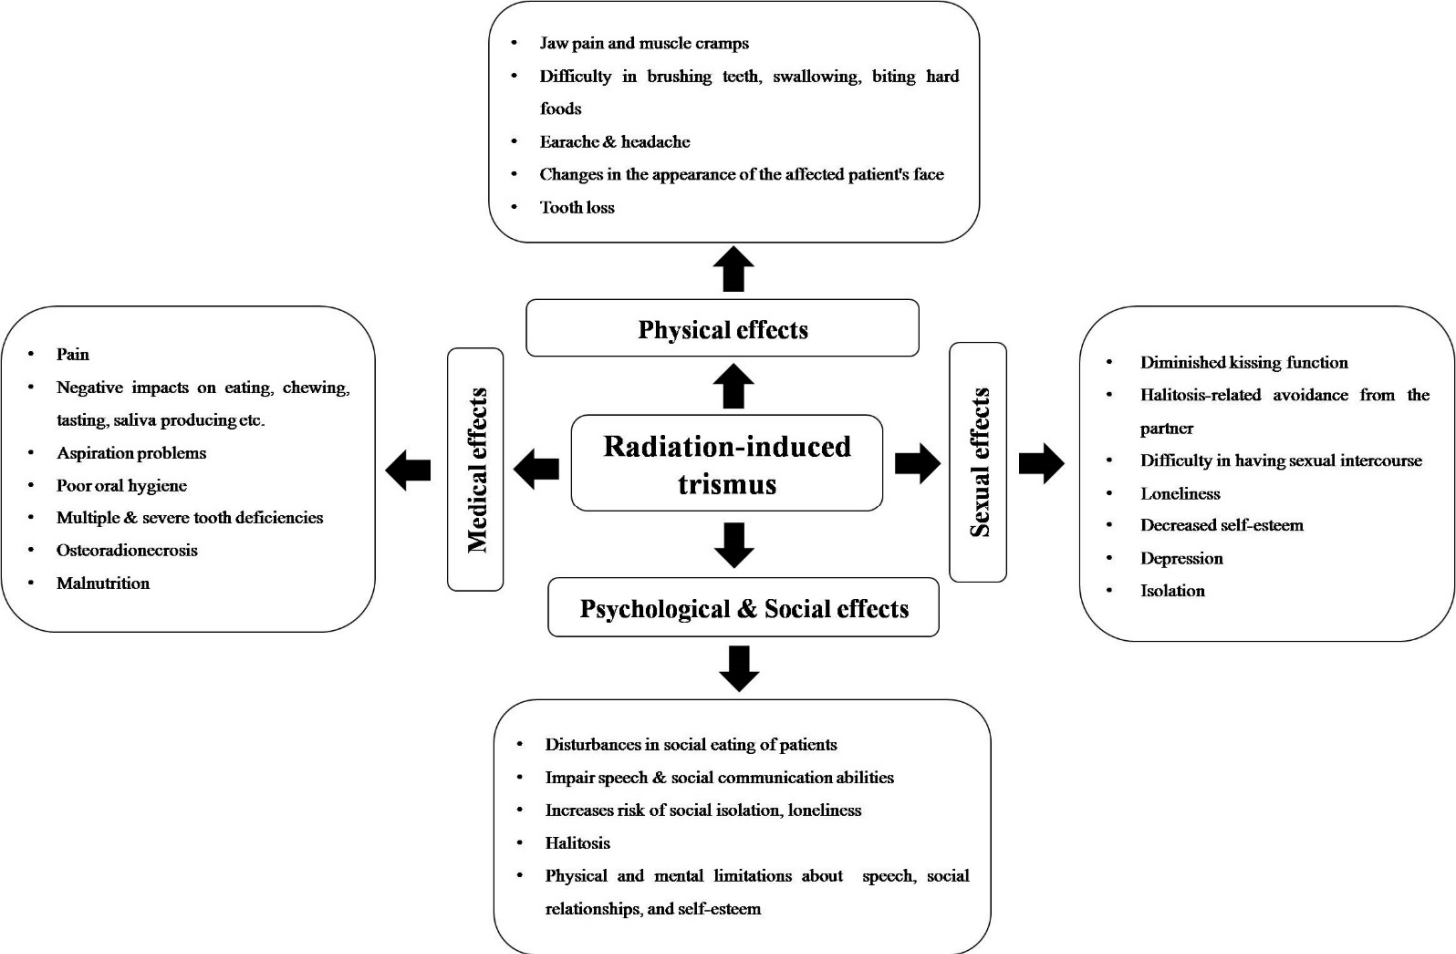 • Jaw pain and muscle cramps
• Difficulty in brushing teeth, swallowing, biting hard
foods
• Earache & headache
• Changes in the appearance of the affected patient's face
• Tooth loss
Physical effects
• Pain
• Negative impacts on eating, chewing,
tasting, saliva producing etc.
• Aspiration problems
• Poor oral hygiene
• Multiple & severe tooth deficiencies
• Osteoradionecrosis
• Malnutrition
Medical effects
Radiation-induced
trismus
Sexual effects
• Diminished kissing function
• Halitosis-related avoidance from the
partner
• Difficulty in having sexual intercourse
• Loneliness
• Decreased self-esteem
• Depression
• Isolation
Psychological & Social effects
• Disturbances in social eating of patients
• Impair speech & social communication abilities
• Increases risk of social isolation, loneliness
• Halitosis
• Physical and mental limitations about speech, social
relationships, and self-esteem